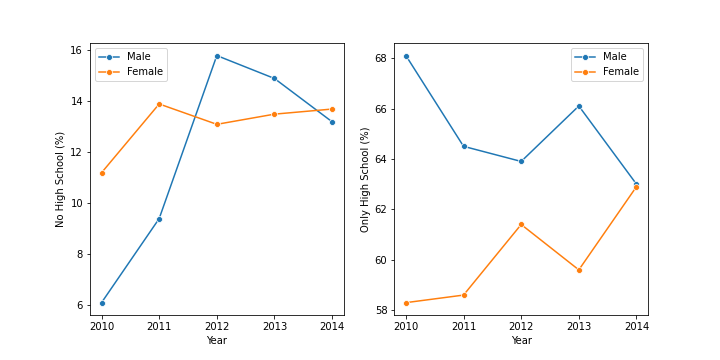 Male
Female
16
14
12
10
8
6
No High School (%)
2010 2011 2012 2013 2014
Year
Male
Female
68
66
64
62
60
58
Only High School (%)
2010 2011 2012 2013 2014
Year